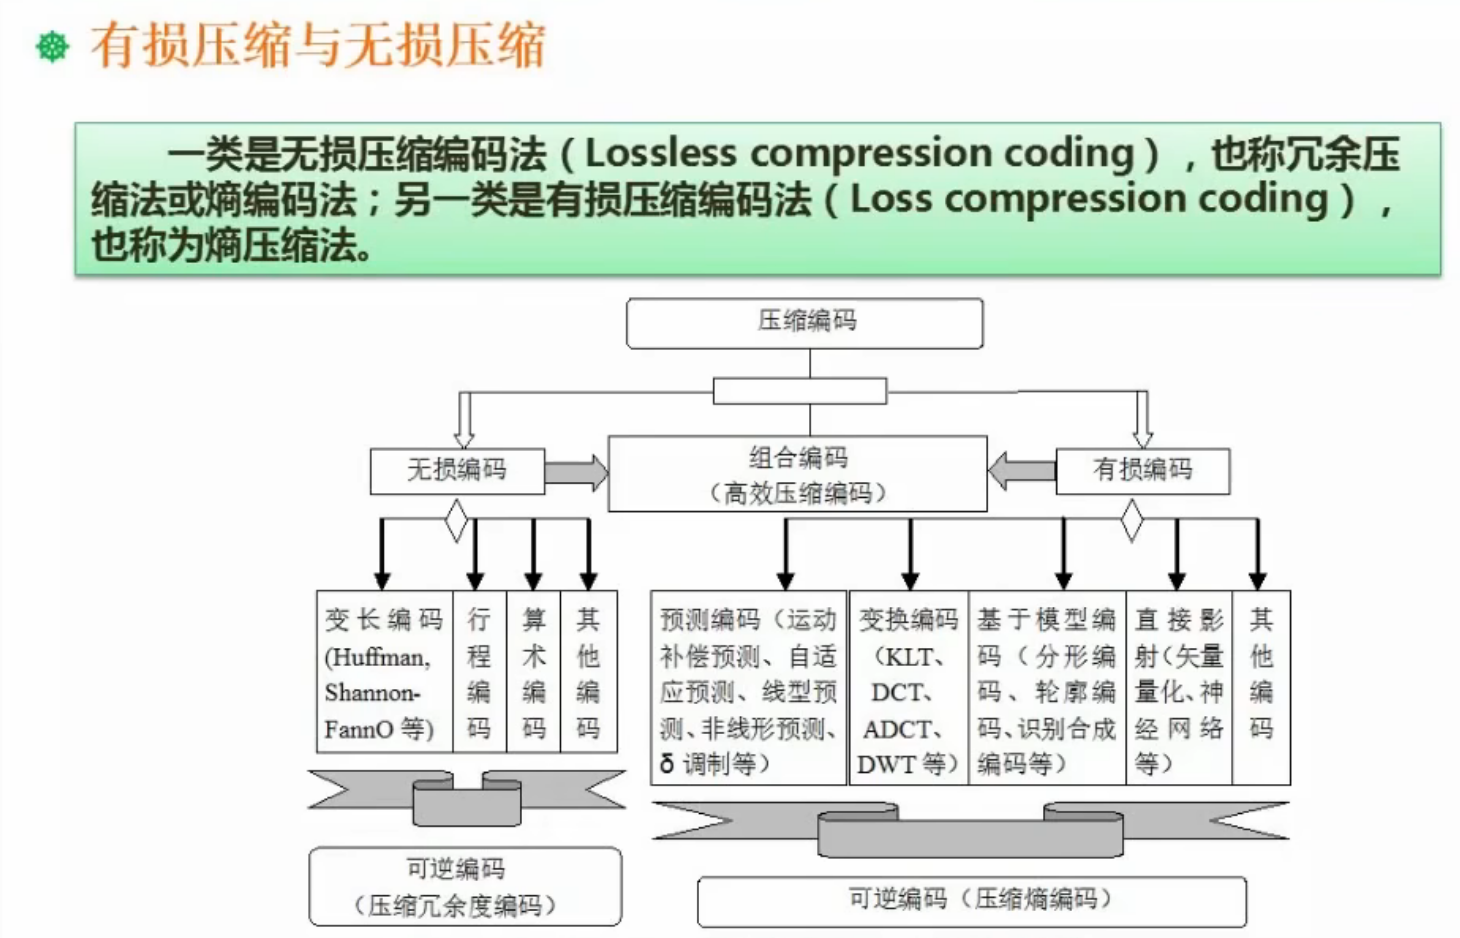 有损压缩与无损压缩
一类是无损压缩编码法（Lossless compression coding），也称冗余压
缩法或熵编码法；另一类是有损压缩编码法（Loss compression coding），
也称为熵压缩法。
压缩编码
无损编码
组合编码
（高效压缩编码）
有损编码
变长编码
(Huffman,
Shannon-
FannO 等)
行
程
编
码
算
术
编
码
其
他
编
码
预测编码（运动
补偿预测、自适
应预测、线型预
测、非线形预测、
δ 调制等）
变换编码
（KLT、
DCT、
ADCT、
DWT 等）
基于模型编
码（分形编
码、轮廓编
码、识别合成
编码等）
直接影
射（矢量
量化、神
经网络
等）
其
他
编
码
可逆编码
（压缩冗余度编码）
可逆编码（压缩熵编码）